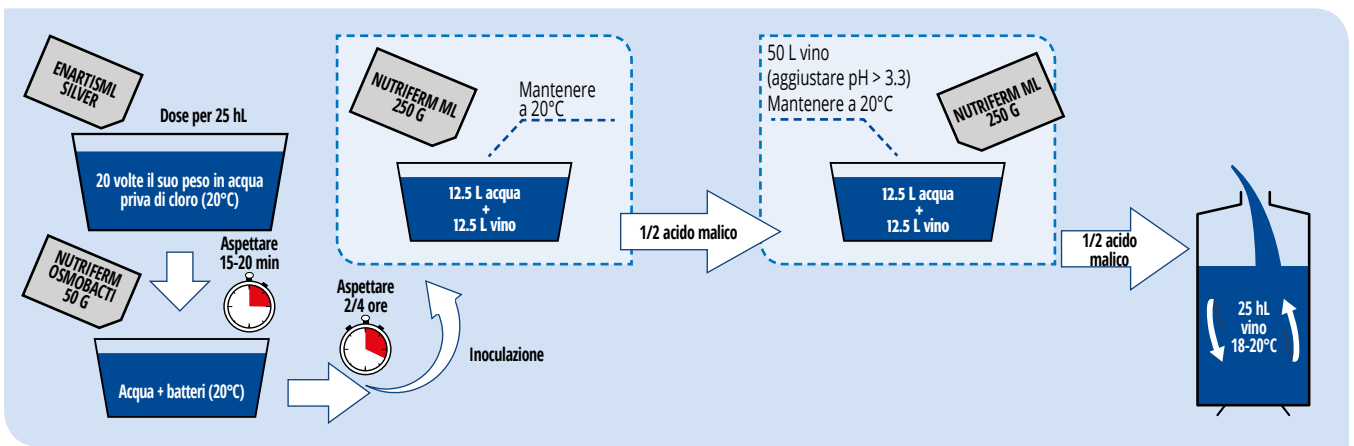 ENARTISML
SILVER
Dose per 25 hL
20 volte il suo peso in acqua
priva di cloro (20°C)
Aspettare
15-20 min
NUTRIFERM
OSMOBACTI
50 G
Acqua + batteri (20°C)
Aspettare
2/4 ore
Inoculazione
NUTRIFERM ML
250 G
Mantenere
a 20°C
12.5 L acqua
+
12.5 L vino
1/2 acido malico
50 L vino
(aggiustare pH > 3.3)
Mantenere a 20°C
NUTRIFERM ML
250 G
12.5 L acqua
+
12.5 L vino
1/2 acido
malico
25 hL
vino
18-20°C